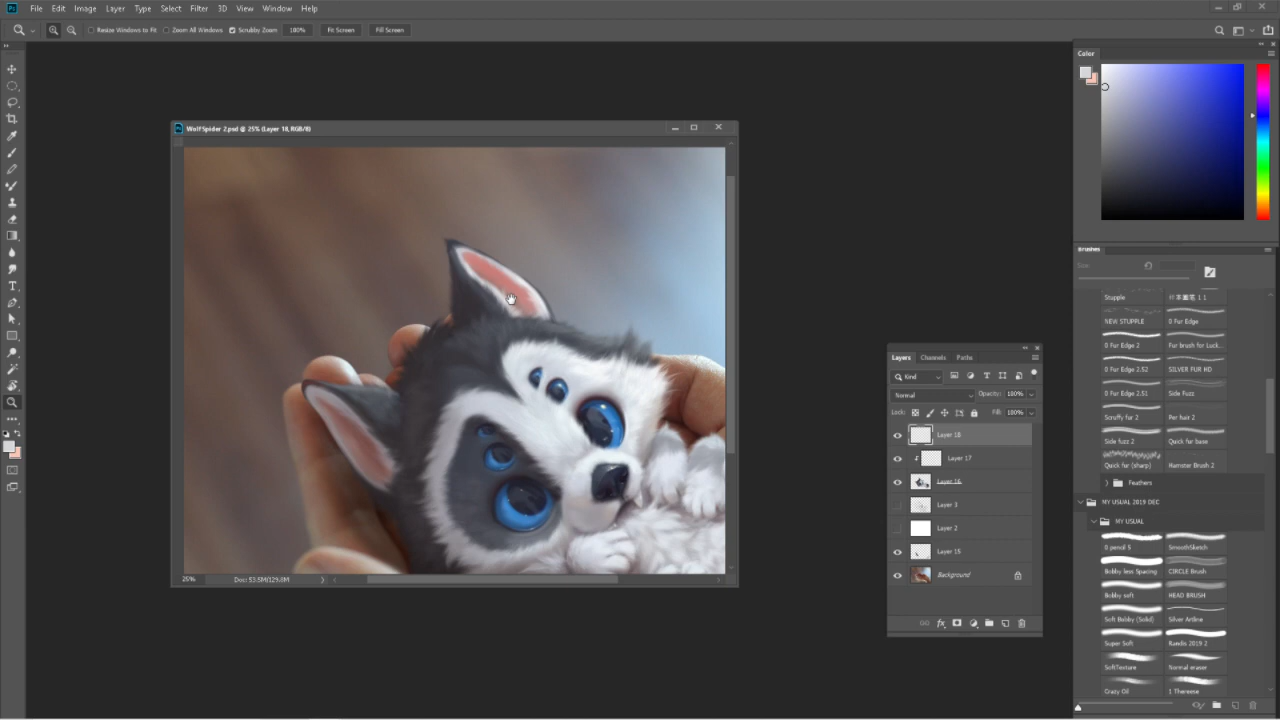 Ps File Edit Image Layer Type Select Filter 3D View Window Help
Resize Windows to Fit Zoom All Windows Scrubby Zoom 100% Fit Screen Fill Screen
Color
WolfSpider 2.psd @ 25% (Layer 18, RGB/8)
25% Doc: 53.5M/129.8M
Layers Channels Paths
Kind
Normal Opacity: 100%
Lock: Fill: 100%
Layer 18
Layer 17
Layer 16
Layer 3
Layer 2
Layer 15
Background
Brushes
Size:
Stupple
NEW STUPPLE 0 Fur Edge
0 Fur Edge 2 Fur brush for Luck...
0 Fur Edge 2.52 SILVER FUR HD
0 Fur Edge 2.51 Side Fuzz
Scruffy fur 2 Per hair 2
Side fuzz 2 Quick fur base
Quick fur (sharp) Hamster Brush 2
Feathers
MY USUAL 2019 DEC
MY USUAL
0 pencil 5 SmoothSketch
Bobby less Spacing CIRCLE Brush
Bobby soft HEAD BRUSH
Soft Bobby (Solid) Silver Artline
Super Soft Randis 2019 2
SoftTexture Normal eraser
Crazy Oil 1 Thereese